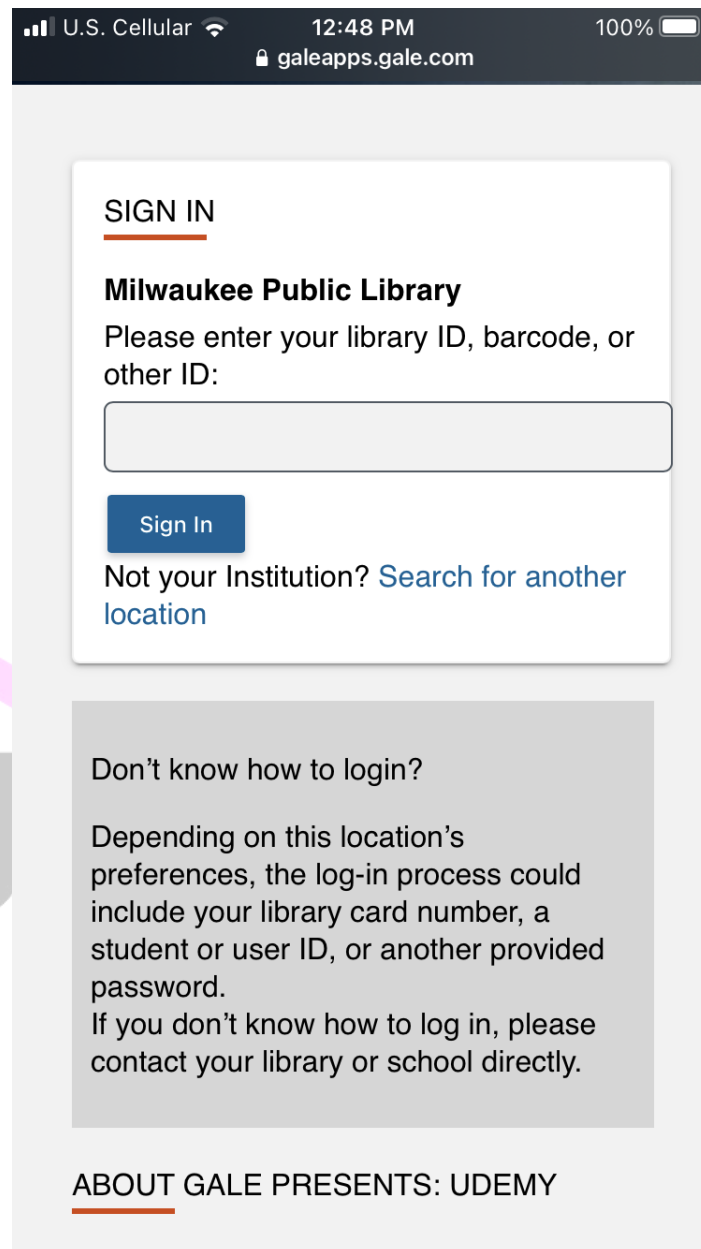 U.S. Cellular 12:48 PM 100%
galeapps.gale.com
SIGN IN
Milwaukee Public Library
Please enter your library ID, barcode, or
other ID:
Sign In
Not your Institution? Search for another
location
Don’t know how to login?
Depending on this location’s
preferences, the log-in process could
include your library card number, a
student or user ID, or another provided
password.
If you don’t know how to log in, please
contact your library or school directly.
ABOUT GALE PRESENTS: UDEMY